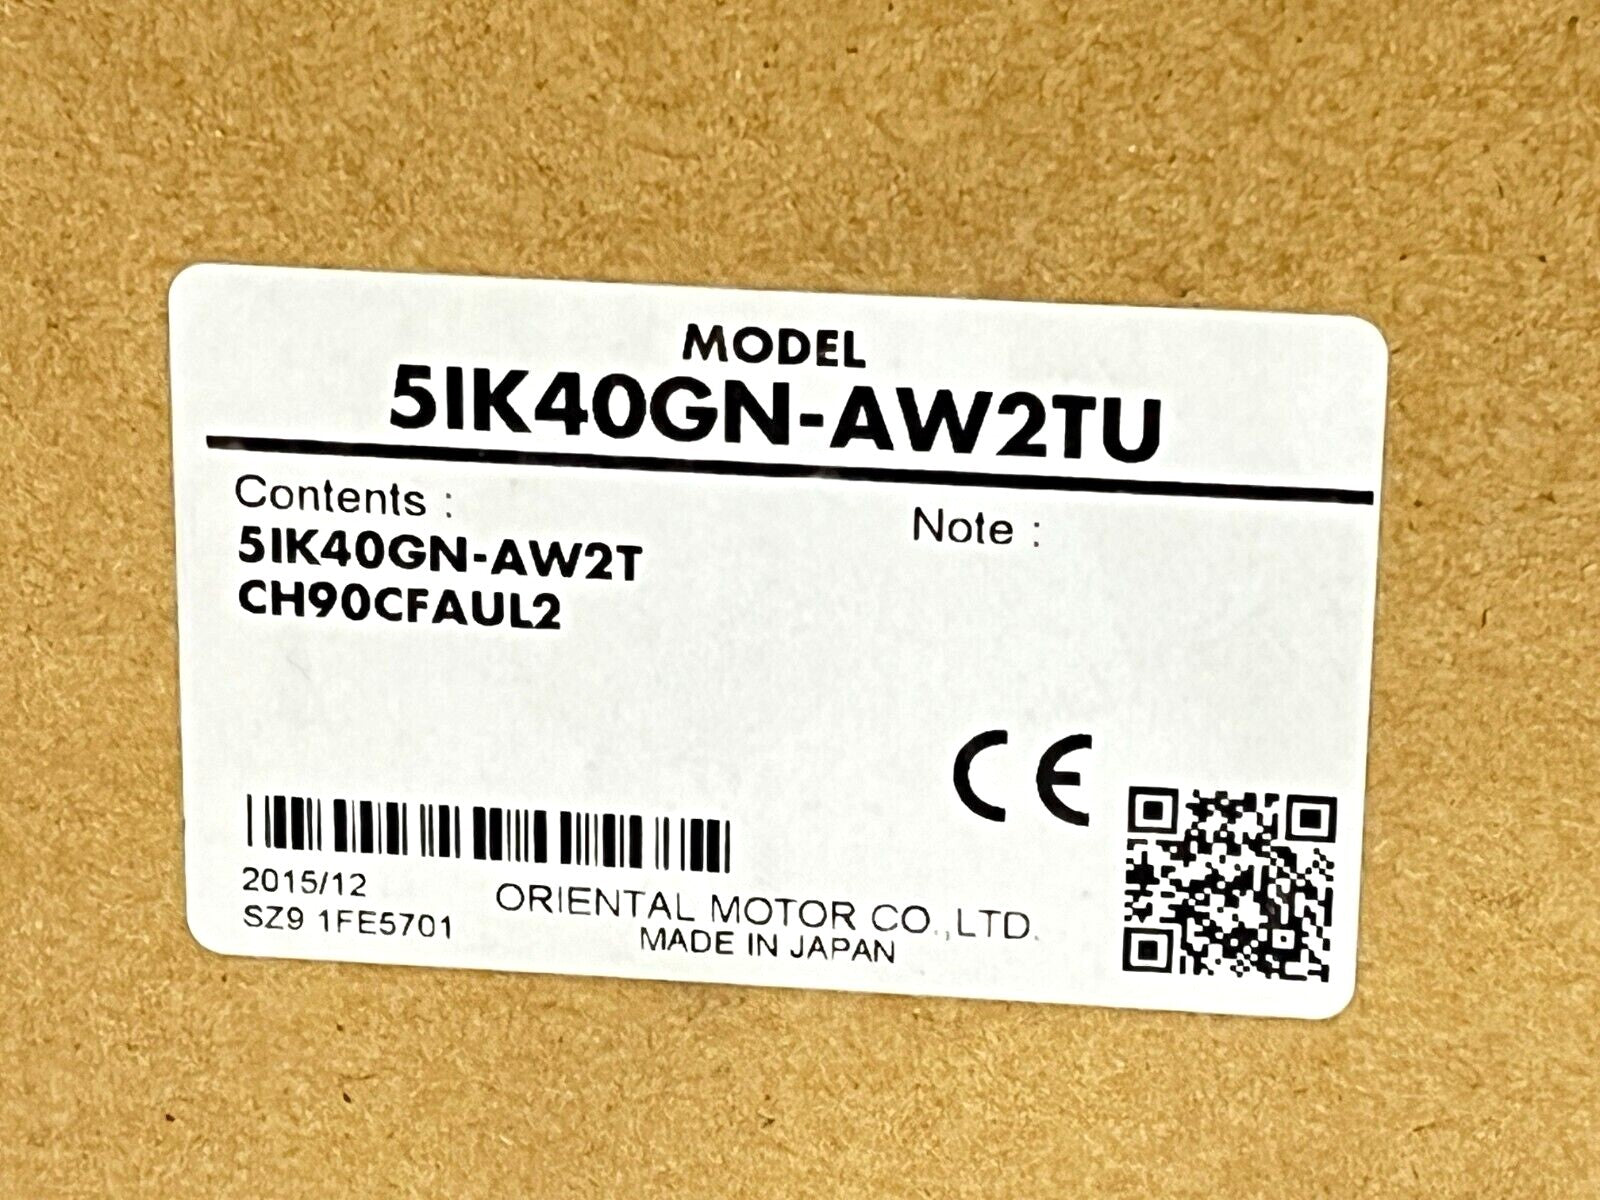 MODEL
5IK40GN-AW2TU
Contents :
5IK40GN-AW2T
CH90CFAUL2
Note :
CE
2015/12
SZ9 1FE5701
ORIENTAL MOTOR CO.,LTD.
MADE IN JAPAN